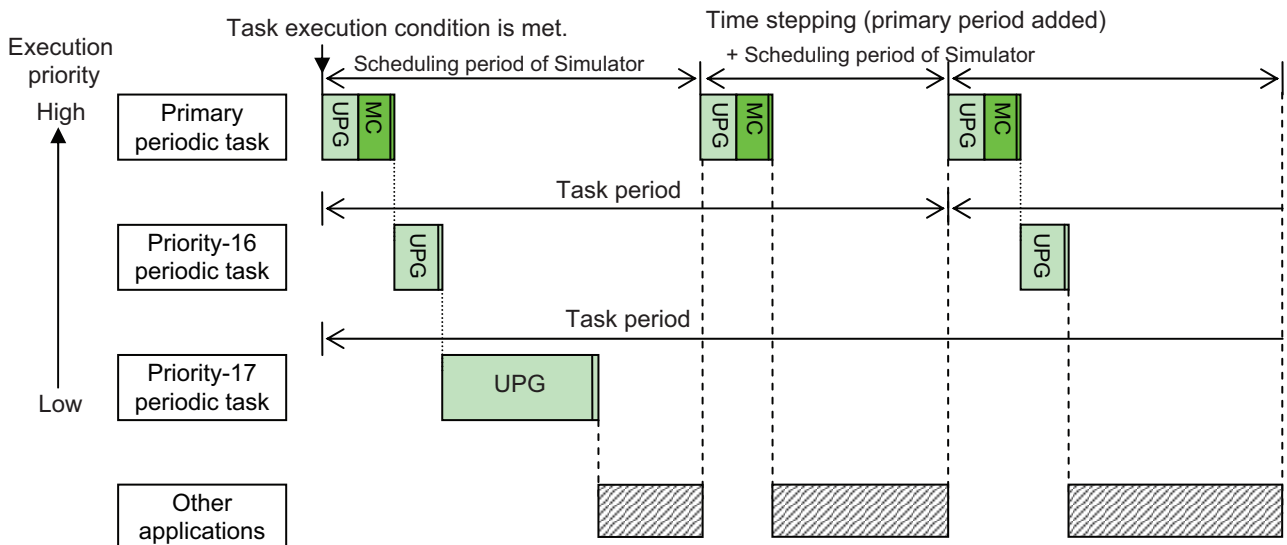 Task execution condition is met.
Time stepping (primary period added)
Execution
priority
Scheduling period of Simulator
+ Scheduling period of Simulator
High
Primary
periodic task
UPG
MC
UPG
MC
UPG
MC
Task period
Priority-16
periodic task
UPG
UPG
Task period
Priority-17
periodic task
UPG
Low
Other
applications